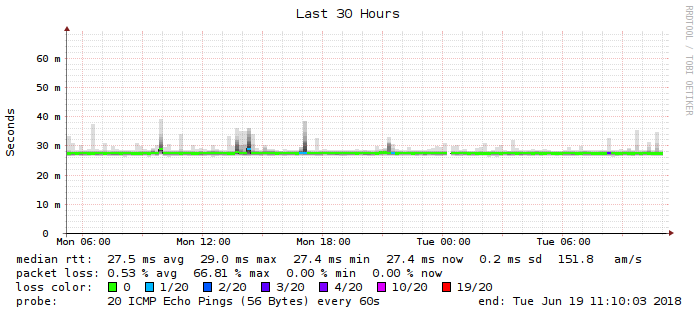 Last 30 Hours
RRDTOOL / TOBI OETIKER
Seconds
60 m
50 m
40 m
30 m
20 m
10 m
0
Mon 06:00 Mon 12:00 Mon 18:00 Tue 00:00 Tue 06:00
median rtt: 27.5 ms avg 29.0 ms max 27.4 ms min 27.4 ms now 0.2 ms sd 151.8 am/s
packet loss: 0.53 % avg 66.81 % max 0.00 % min 0.00 % now
loss color: 0 1/20 2/20 3/20 4/20 10/20 19/20
probe: 20 ICMP Echo Pings (56 Bytes) every 60s end: Tue Jun 19 11:10:03 2018